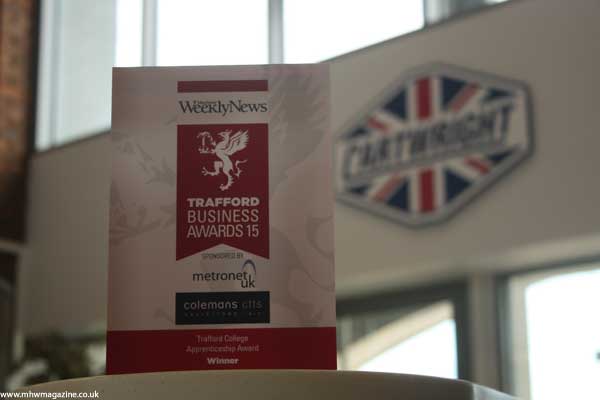 WEEKLYNEWS
TRAFFORD
BUSINESS
AWARDS 15
SPONSORED BY
metronet
uk
colemans ctts
Trafford College
Apprenticeship Award
Winner
CARTWRIGHT
www.mhwmagazine.co.uk